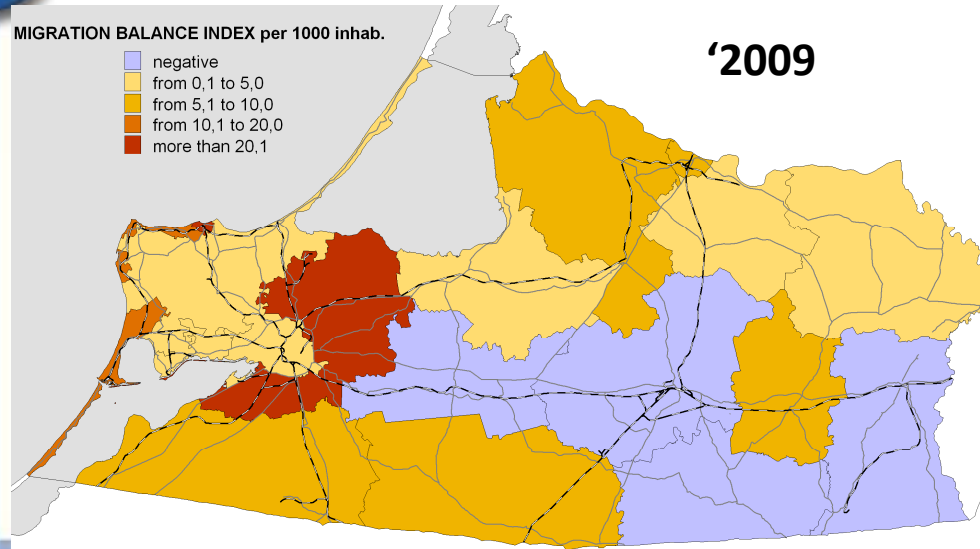 MIGRATION BALANCE INDEX per 1000 inhab.
negative
from 0,1 to 5,0
from 5,1 to 10,0
from 10,1 to 20,0
more than 20,1
‘2009